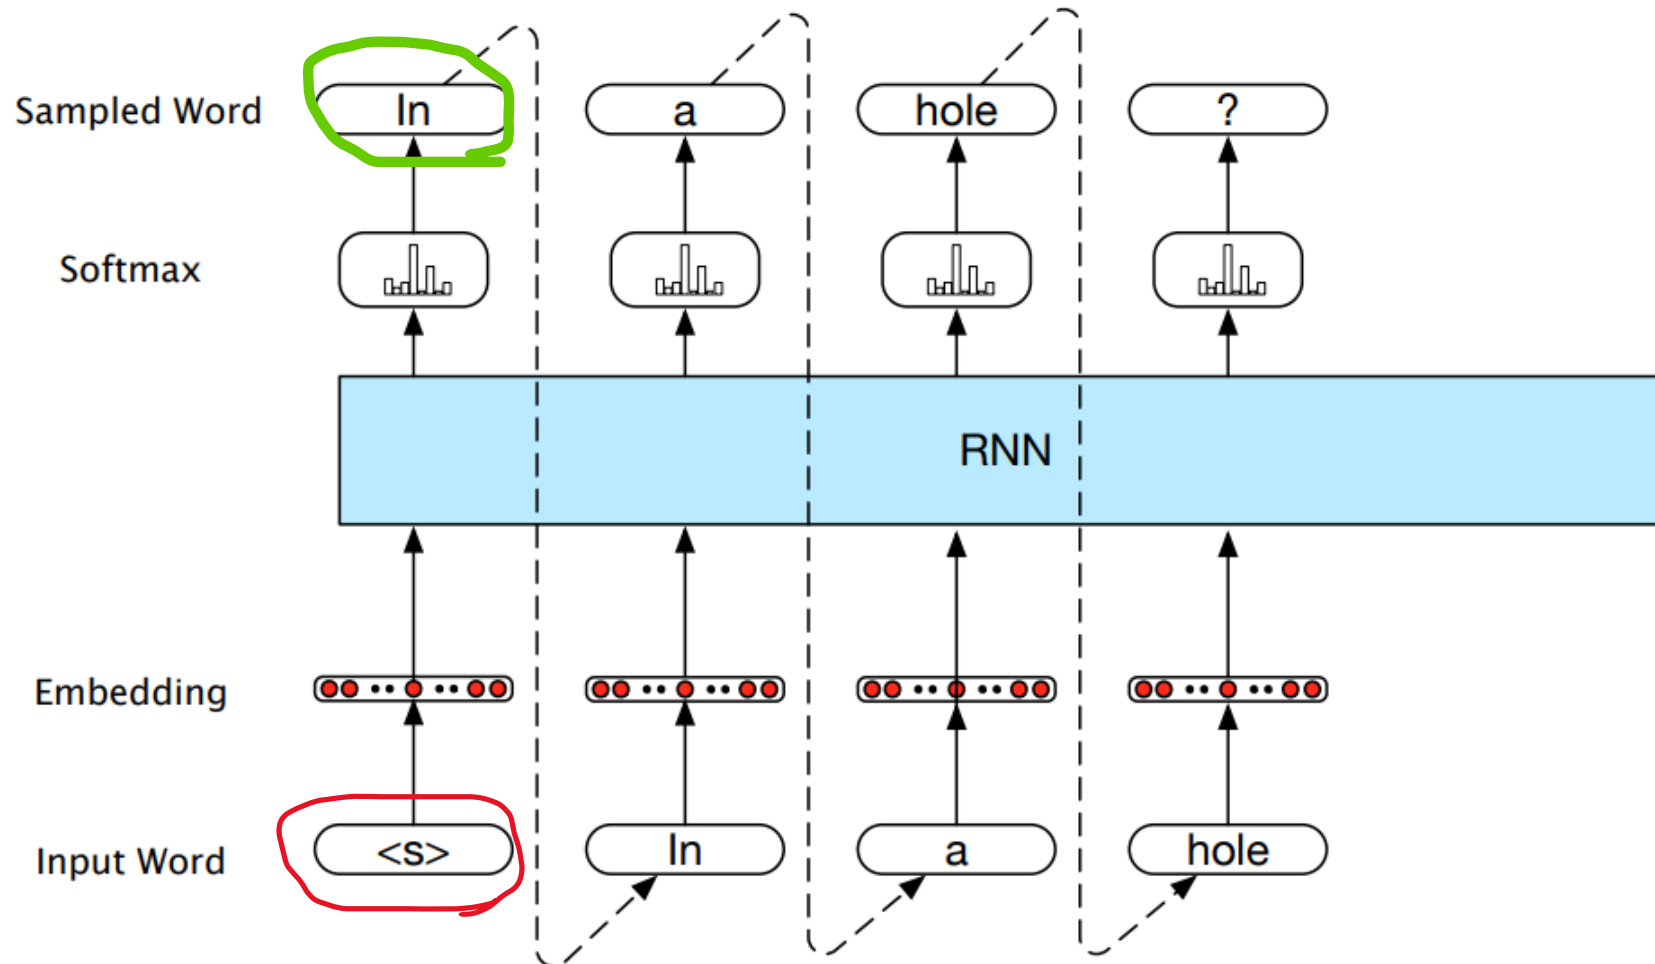 Sampled Word In a hole ?
Softmax
RNN
Embedding
Input Word <s> In a hole